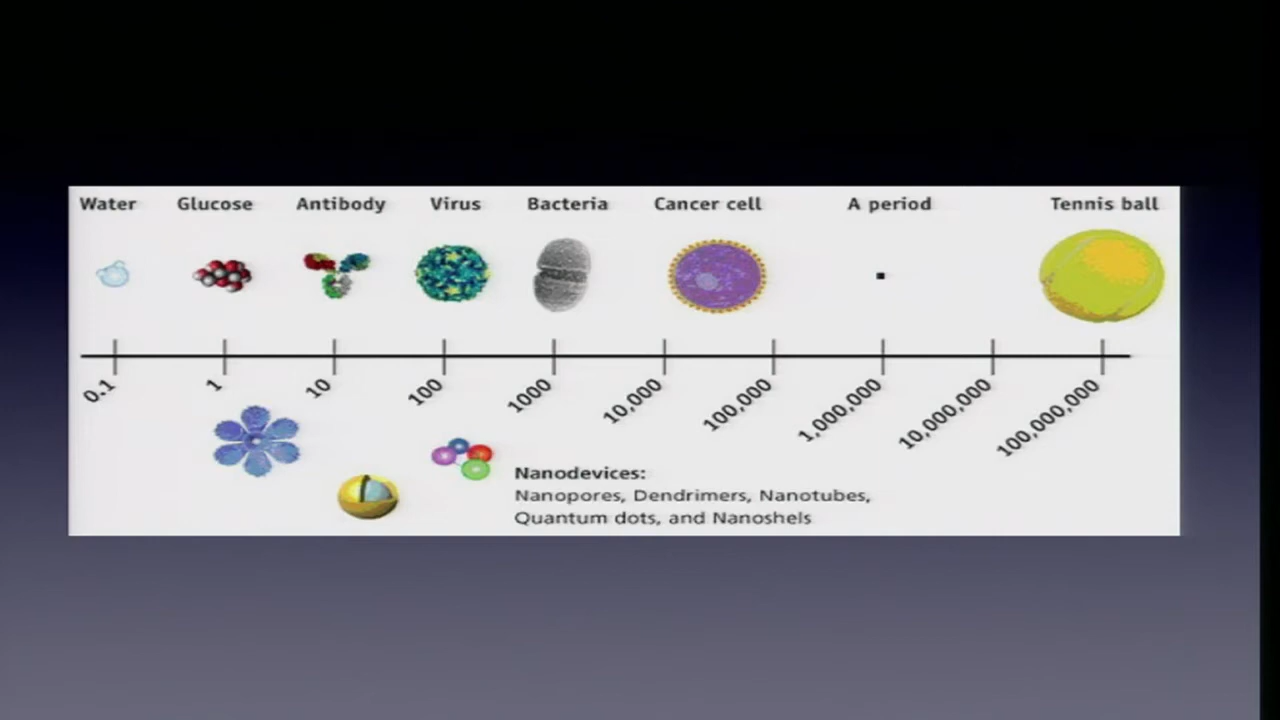 Water Glucose Antibody Virus Bacteria Cancer cell A period Tennis ball
0.1 1 10 100 1000 10,000 100,000 1,000,000 10,000,000 100,000,000
Nanodevices:
Nanopores, Dendrimers, Nanotubes,
Quantum dots, and Nanoshels